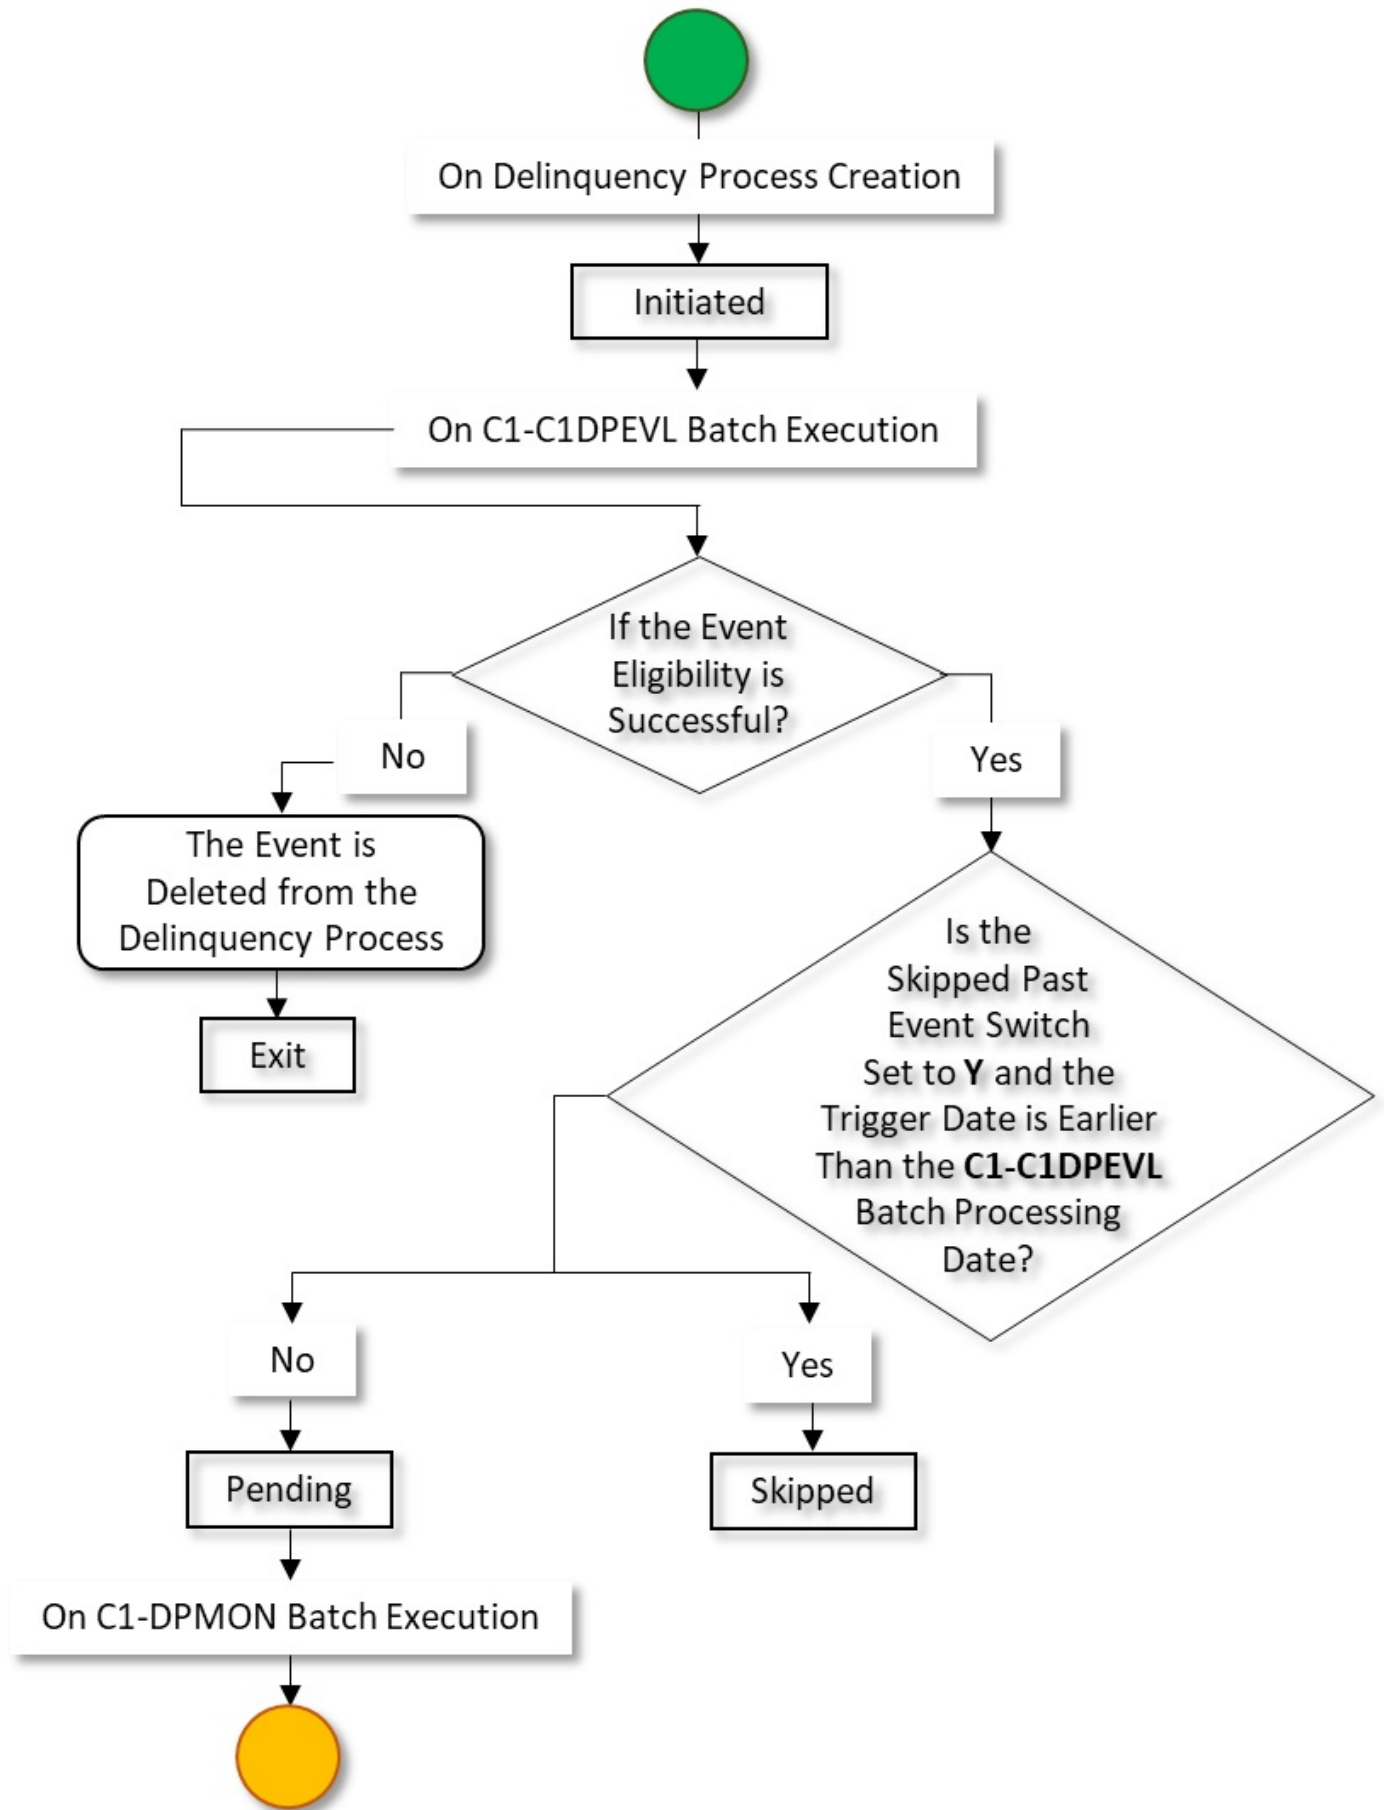 On Delinquency Process Creation
Initiated
On C1-C1DPEVL Batch Execution
If the Event
Eligibility is
Successful?
No
Yes
The Event is
Deleted from the
Delinquency Process
Exit
Is the
Skipped Past
Event Switch
Set to Y and the
Trigger Date is Earlier
Than the C1-C1DPEVL
Batch Processing
Date?
No
Yes
Pending
Skipped
On C1-DPMON Batch Execution